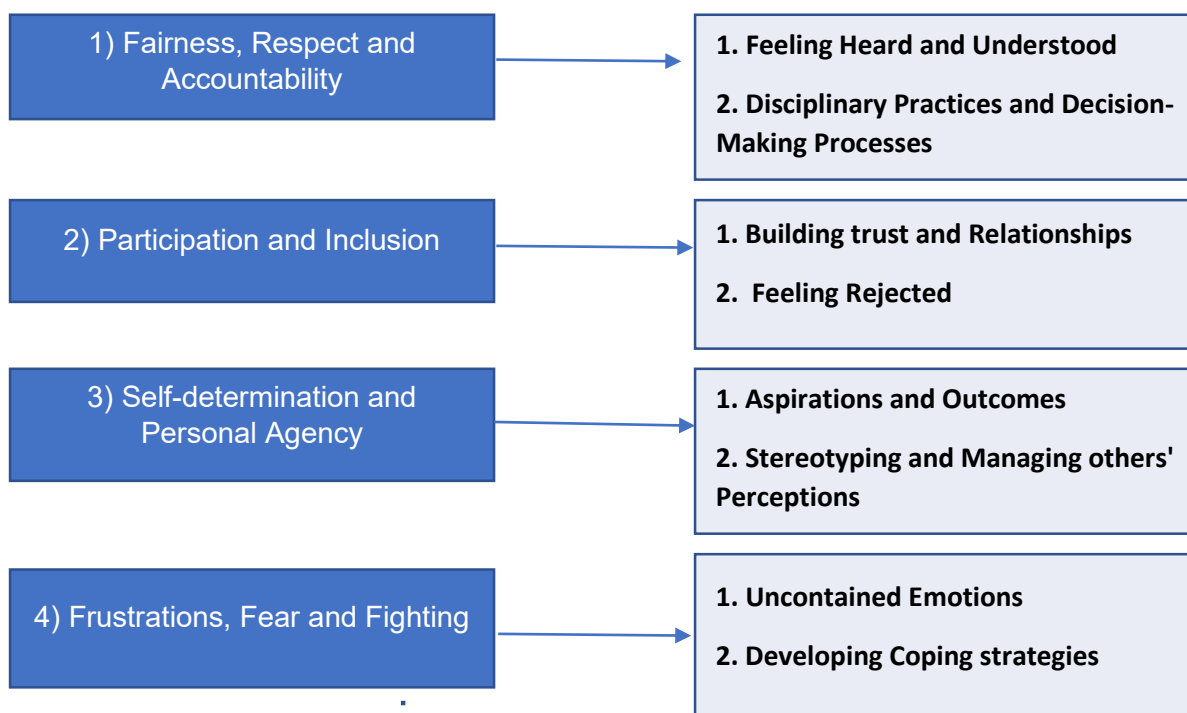 1) Fairness, Respect and
Accountability
1. Feeling Heard and Understood
2. Disciplinary Practices and Decision-
Making Processes
2) Participation and Inclusion
1. Building trust and Relationships
2. Feeling Rejected
3) Self-determination and
Personal Agency
1. Aspirations and Outcomes
2. Stereotyping and Managing others'
Perceptions
4) Frustrations, Fear and Fighting
1. Uncontained Emotions
2. Developing Coping strategies